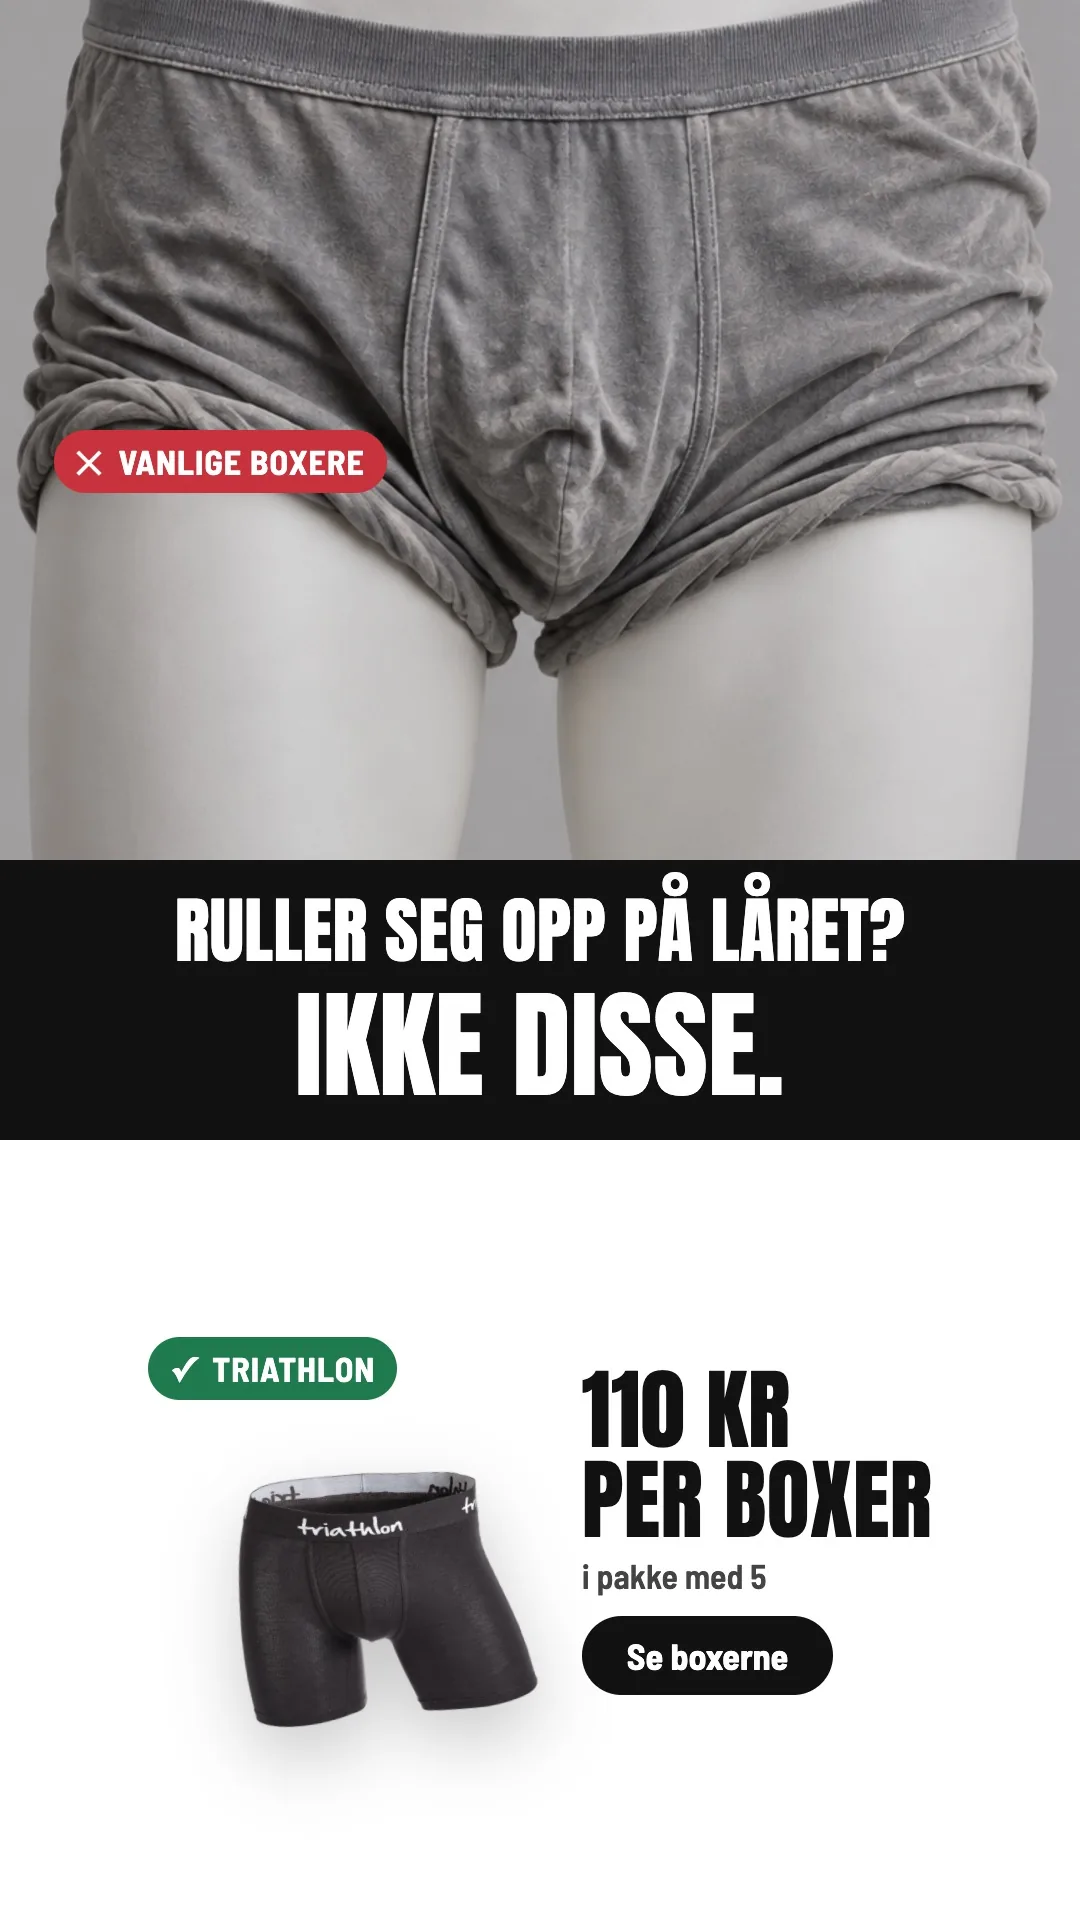 VANLIGE BOXERE
RULLER SEG OPP PÅ LÅRET?
IKKE DISSE.
✓ TRIATHLON
110 KR
PER BOXER
i pakke med 5
Se boxerne
triathlon